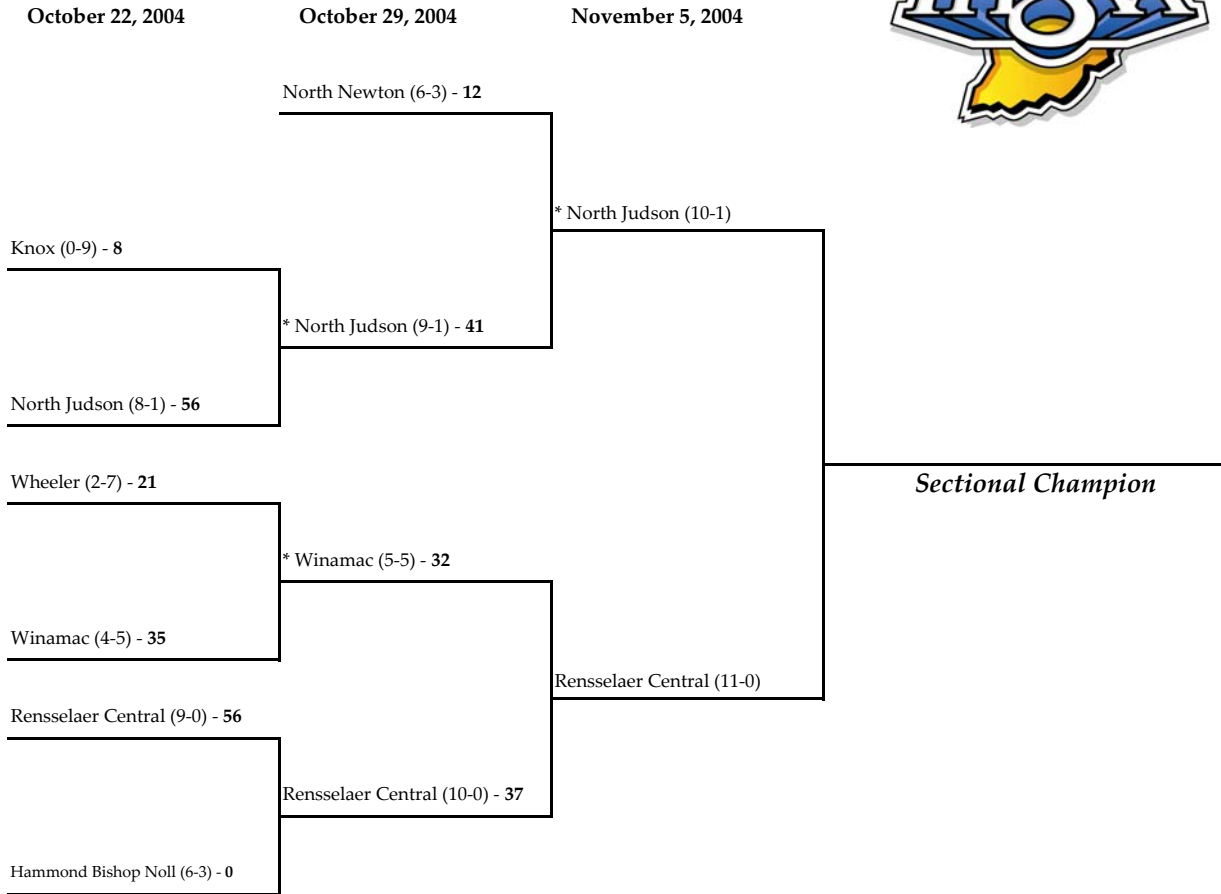 October 22, 2004 October 29, 2004 November 5, 2004
North Newton (6-3) - 12
* North Judson (10-1)
Knox (0-9) - 8
* North Judson (9-1) - 41
North Judson (8-1) - 56
Wheeler (2-7) - 21
Sectional Champion
* Winamac (5-5) - 32
Winamac (4-5) - 35
Rensselaer Central (11-0)
Rensselaer Central (9-0) - 56
Rensselaer Central (10-0) - 37
Hammond Bishop Noll (6-3) - 0